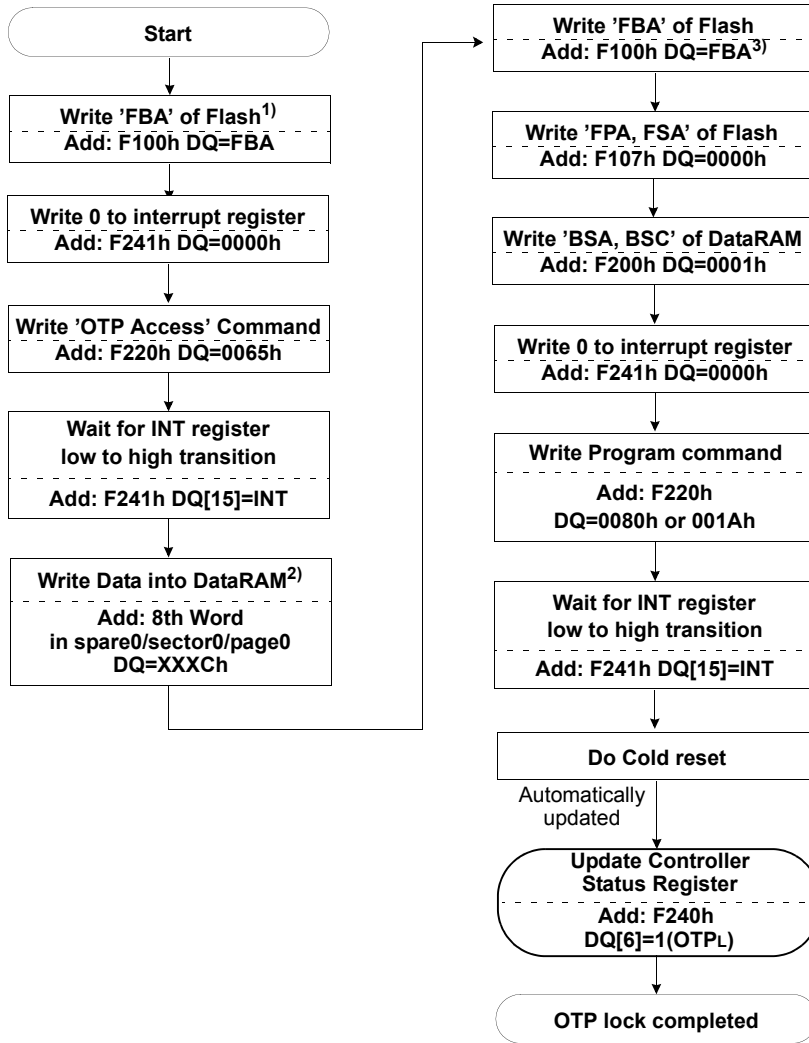 Start
Write 'FBA' of Flash1)
Add: F100h DQ=FBA
Write 0 to interrupt register
Add: F241h DQ=0000h
Write 'OTP Access' Command
Add: F220h DQ=0065h
Wait for INT register
low to high transition
Add: F241h DQ[15]=INT
Write Data into DataRAM2)
Add: 8th Word
in spare0/sector0/page0
DQ=XXXCh
Write 'FBA' of Flash
Add: F100h DQ=FBA3)
Write 'FPA, FSA' of Flash
Add: F107h DQ=0000h
Write 'BSA, BSC' of DataRAM
Add: F200h DQ=0001h
Write 0 to interrupt register
Add: F241h DQ=0000h
Write Program command
Add: F220h
DQ=0080h or 001Ah
Wait for INT register
low to high transition
Add: F241h DQ[15]=INT
Do Cold reset
Automatically
updated
Update Controller
Status Register
Add: F240h
DQ[6]=1(OTPL)
OTP lock completed